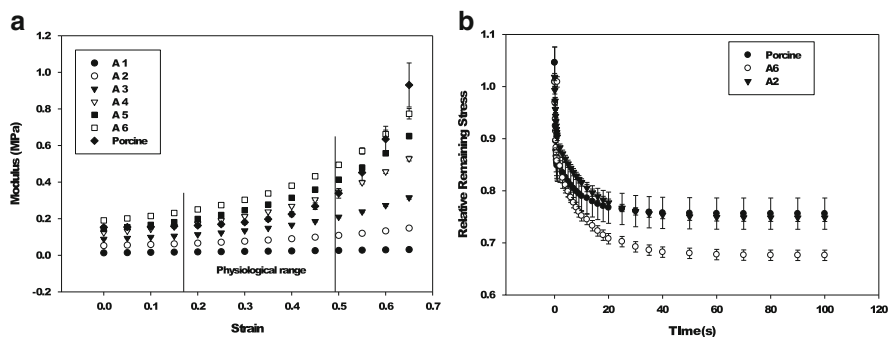 a
1.2
1.0
0.8
0.6
0.4
0.2
0.0
-0.2
Modulus (MPa)
A 1
A 2
A 3
A 4
A 5
A 6
Porcine
Physiological range
0.0 0.1 0.2 0.3 0.4 0.5 0.6 0.7
Strain
b
1.1
1.0
0.9
0.8
0.7
0.6
Relative Remaining Stress
Porcine
A6
A2
0 20 40 60 80 100 120
TIme(s)